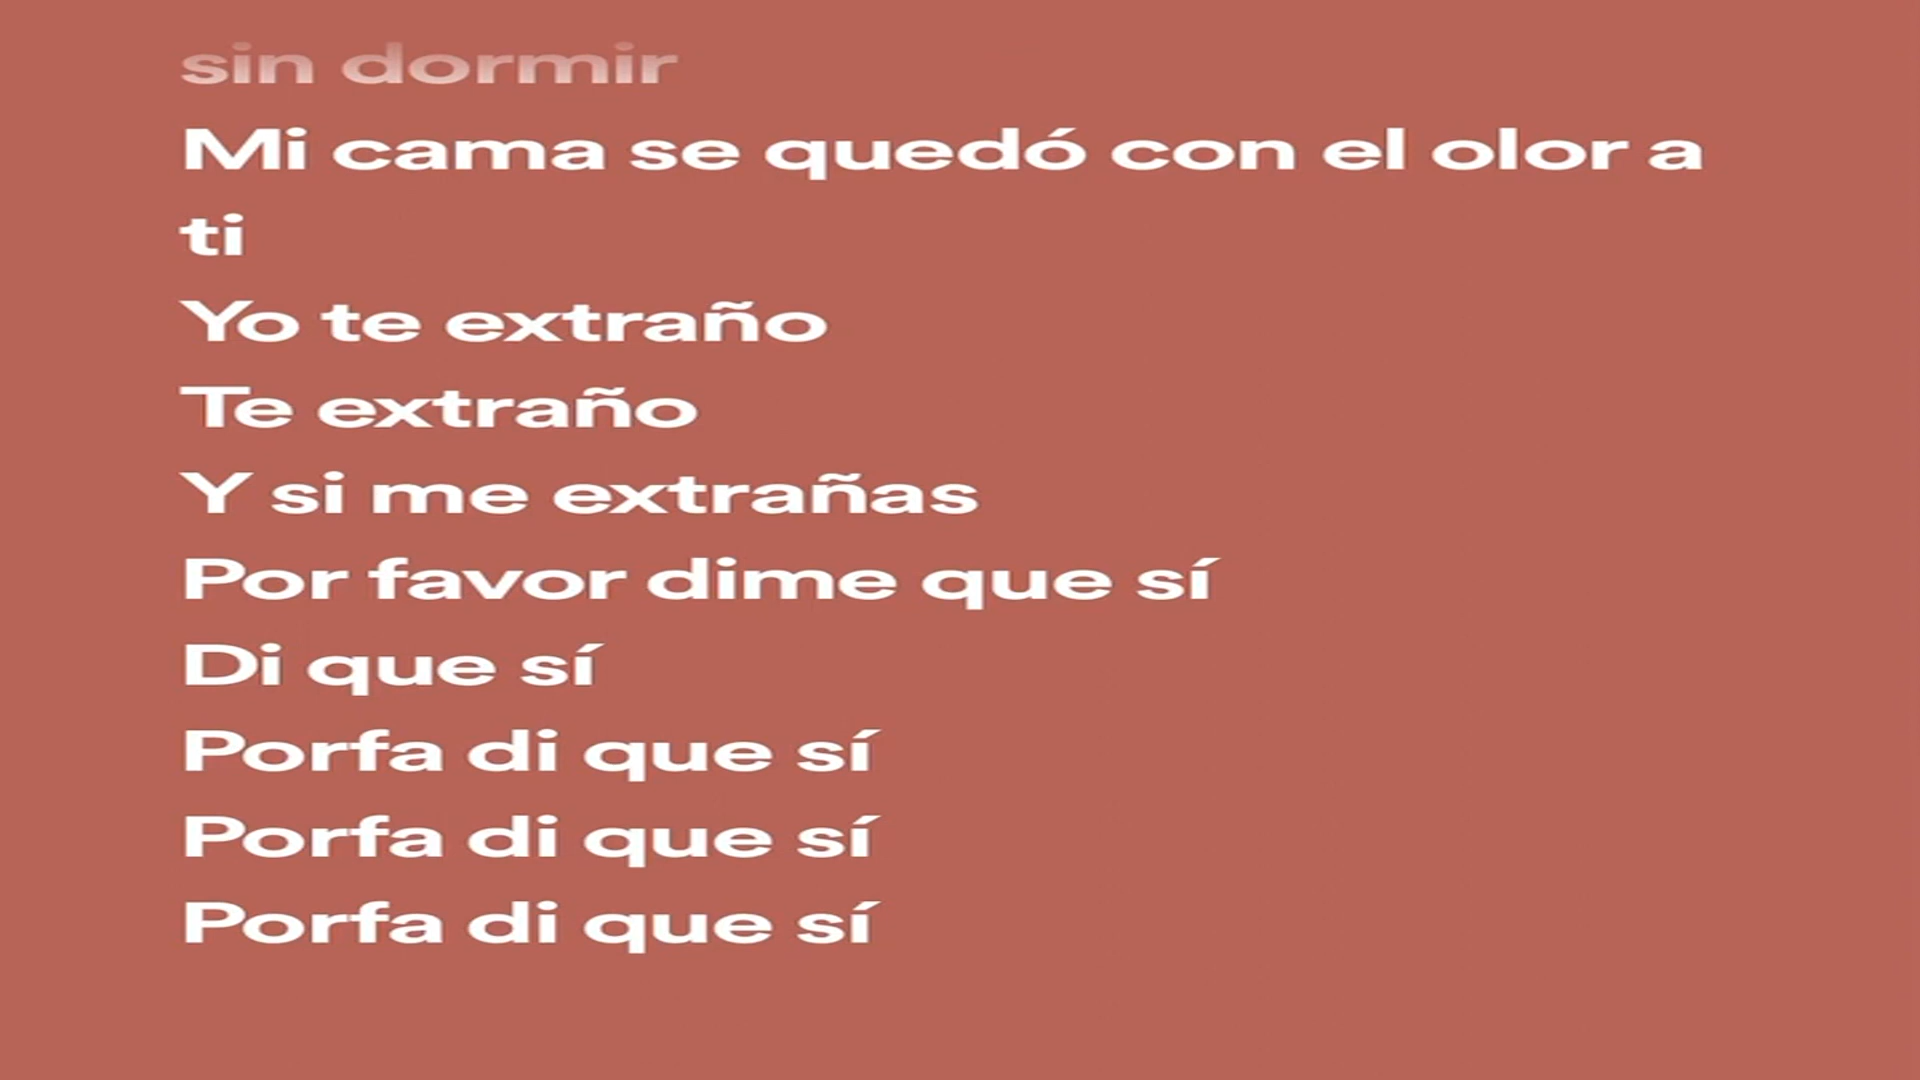 sin dormir
Mi cama se quedó con el olor a
ti
Yo te extraño
Te extraño
Y si me extrañas
Por favor dime que sí
Di que sí
Porfa di que sí
Porfa di que sí
Porfa di que sí